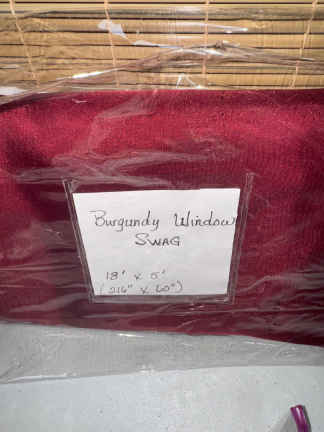 Burgundy Window
SWAG
18' x 5'
(216" x 60")